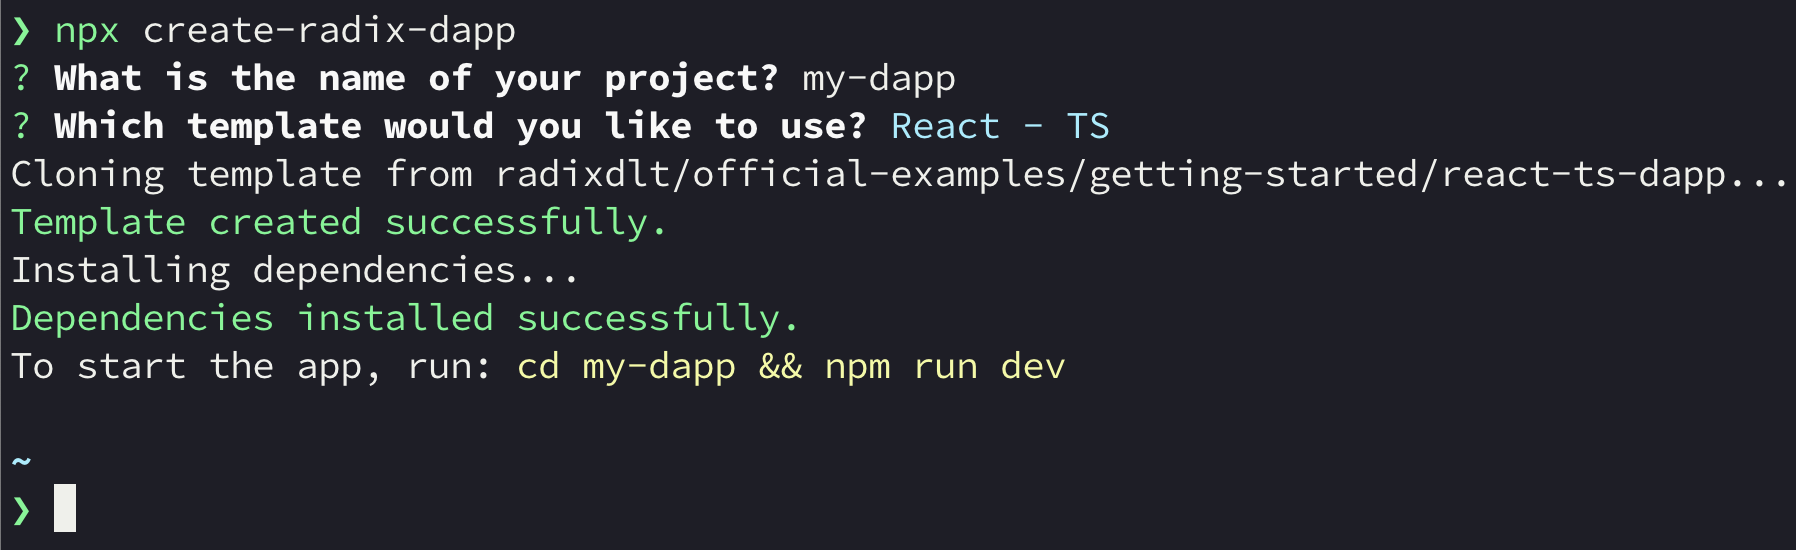 ❯ npx create-radix-dapp
? What is the name of your project? my-dapp
? Which template would you like to use? React - TS
Cloning template from radixdlt/official-examples/getting-started/react-ts-dapp...
Template created successfully.
Installing dependencies...
Dependencies installed successfully.
To start the app, run: cd my-dapp && npm run dev
~
❯